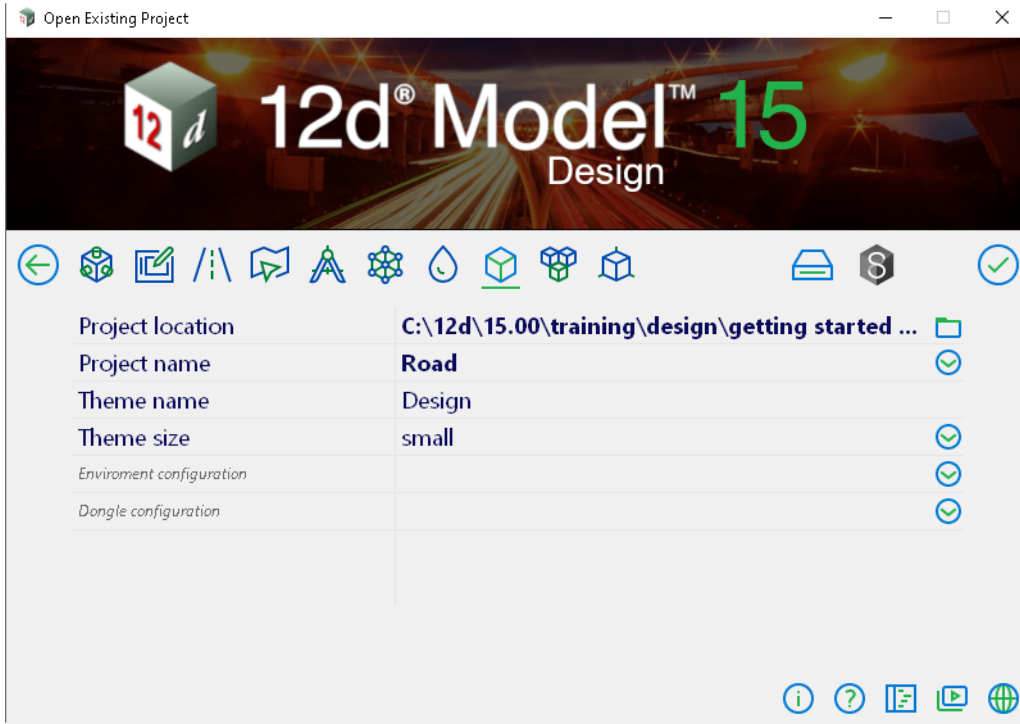 Open Existing Project
12 d 12d® Model™ 15
Design
S
Project location C:\12d\15.00\training\design\getting started ...
Project name Road
Theme name Design
Theme size small
Enviroment configuration
Dongle configuration